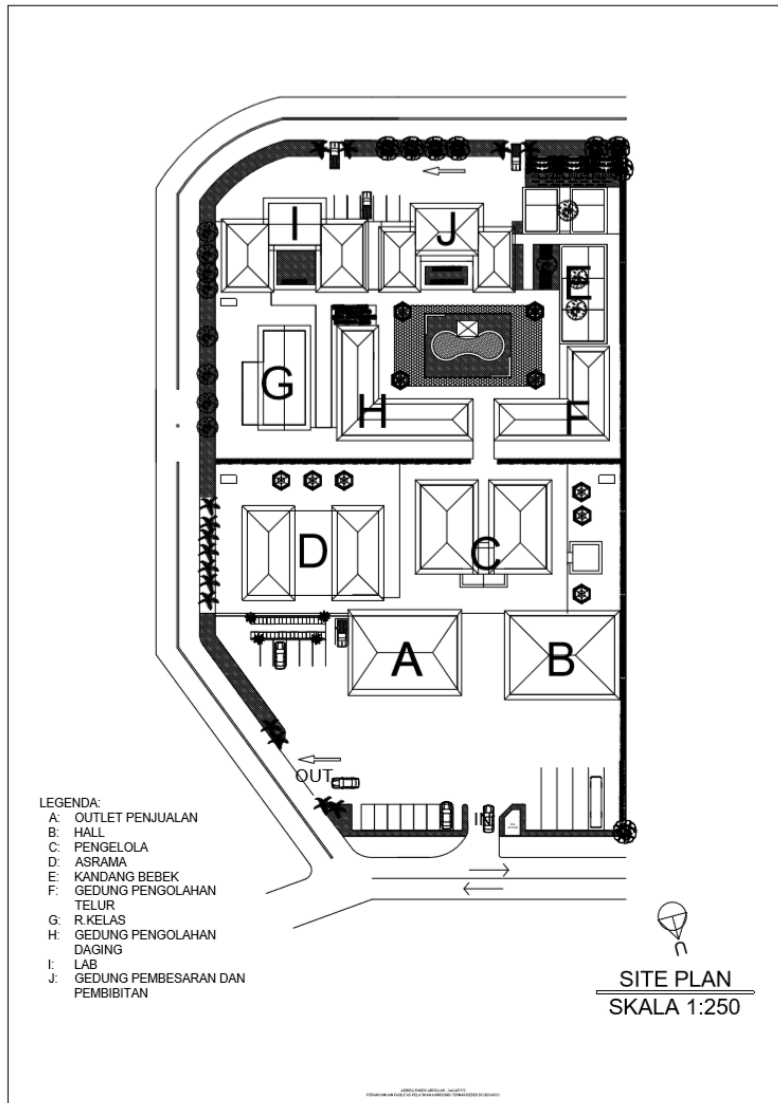 I
J
E
G
H
F
D
C
A
B
OUT
IN
LEGENDA:
A: OUTLET PENJUALAN
B: HALL
C: PENGELOLA
D: ASRAMA
E: KANDANG BEBEK
F: GEDUNG PENGOLAHAN
TELUR
G: R.KELAS
H: GEDUNG PENGOLAHAN
DAGING
I: LAB
J: GEDUNG PEMBESARAN DAN
PEMBIBITAN
U
SITE PLAN
SKALA 1:250